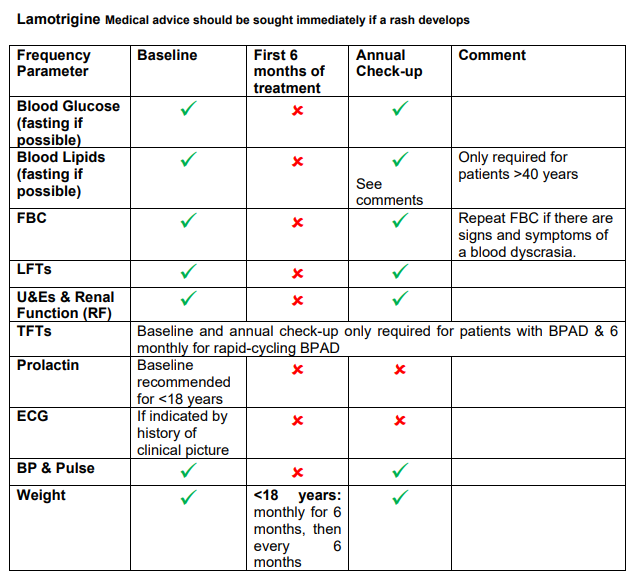 Lamotrigine Medical advice should be sought immediately if a rash develops
Frequency
Parameter
Baseline
First 6
months of
treatment
Annual
Check-up
Comment
Blood Glucose
(fasting if
possible)
✓
✗
✓
Blood Lipids
(fasting if
possible)
✓
✗
✓
See
comments
Only required for
patients >40 years
FBC
✓
✗
✓
Repeat FBC if there are
signs and symptoms of
a blood dyscrasia.
LFTs
✓
✗
✓
U&Es & Renal
Function (RF)
✓
✗
✓
TFTs
Baseline and annual check-up only required for patients with BPAD & 6
monthly for rapid-cycling BPAD
Prolactin
Baseline
recommended
for <18 years
✗
✗
ECG
If indicated by
history of
clinical picture
✗
✗
BP & Pulse
✓
✗
✓
Weight
✓
<18 years:
monthly for 6
months, then
every 6
months
✓